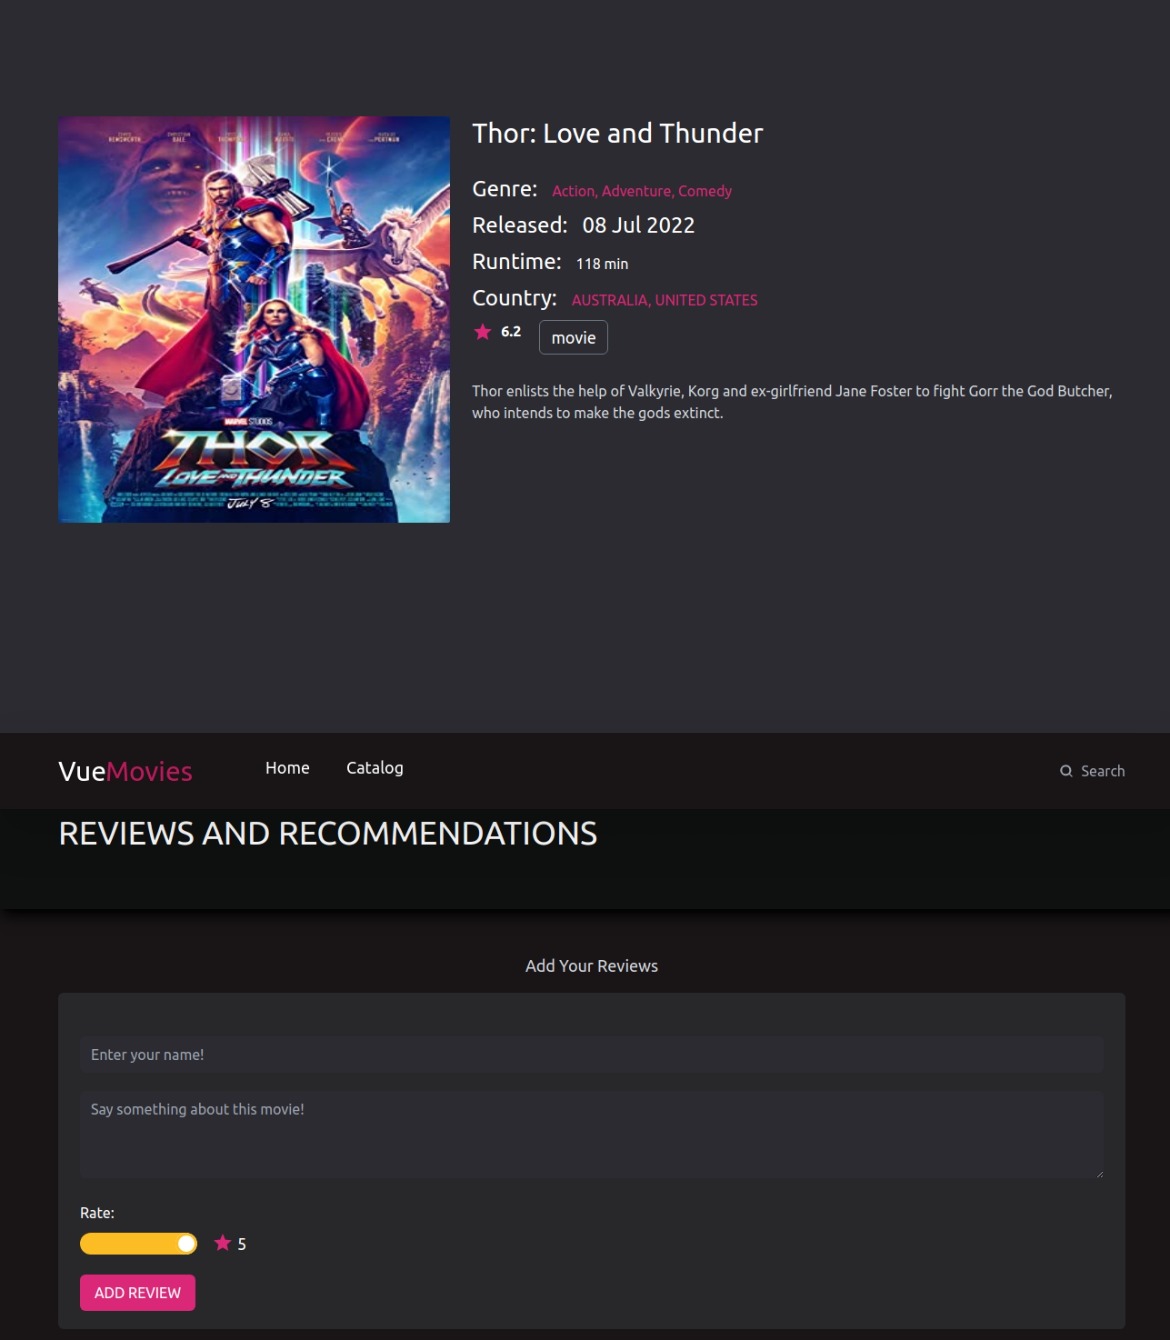 Thor: Love and Thunder
Genre: Action, Adventure, Comedy
Released: 08 Jul 2022
Runtime: 118 min
Country: AUSTRALIA, UNITED STATES
6.2 movie
Thor enlists the help of Valkyrie, Korg and ex-girlfriend Jane Foster to fight Gorr the God Butcher,
who intends to make the gods extinct.
MARVEL STUDIOS
THOR
LOVE AND THUNDER
JULY 8
VueMovies Home Catalog Search
REVIEWS AND RECOMMENDATIONS
Add Your Reviews
Enter your name!
Say something about this movie!
Rate:
5
ADD REVIEW